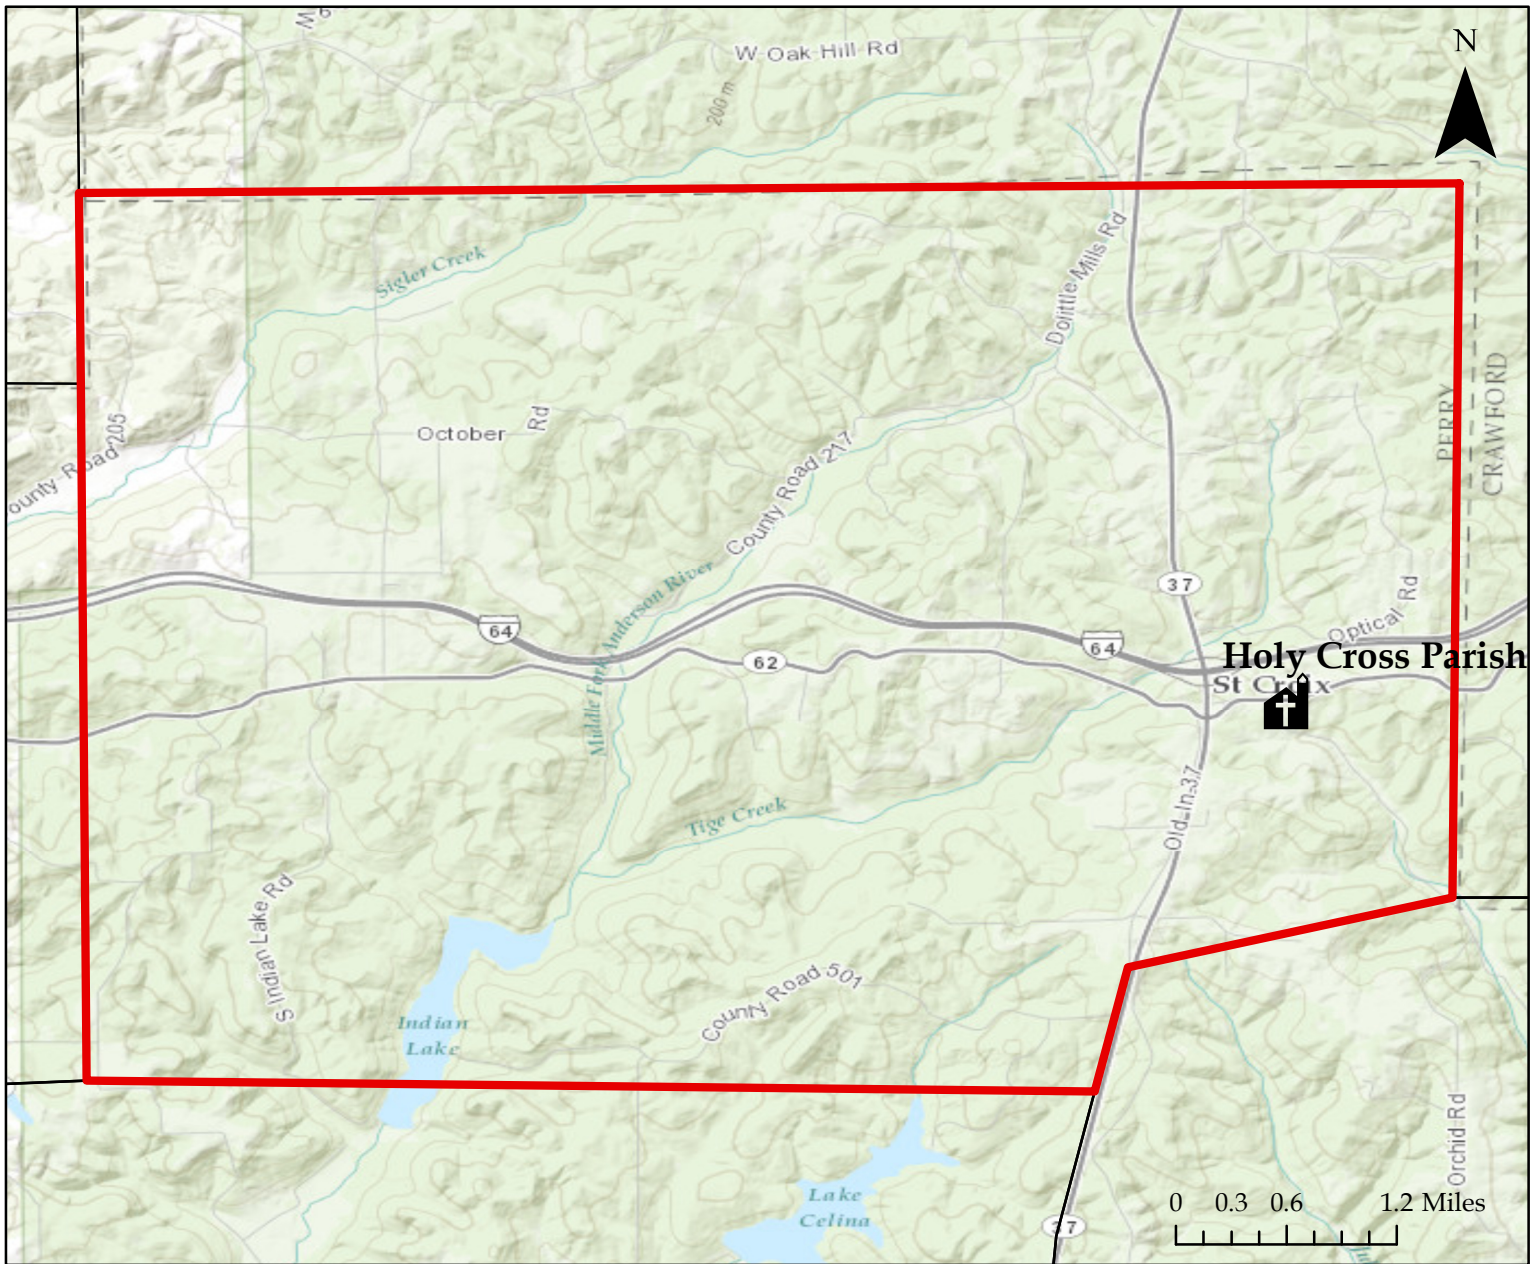 W Oak Hill Rd
N
200 m
Sigler Creek
Dolittle Mills Rd
PERRY
CRAWFORD
October Rd
County Road 217
ounty Road 205
37
Middle Fork Anderson River
64
62
64
Optical Rd
Holy Cross Parish
St Croix
Tige Creek
Old In 37
S Indian Lake Rd
County Road 501
Indian
Lake
Orchid Rd
Lake
Celina
0 0.3 0.6 1.2 Miles
37